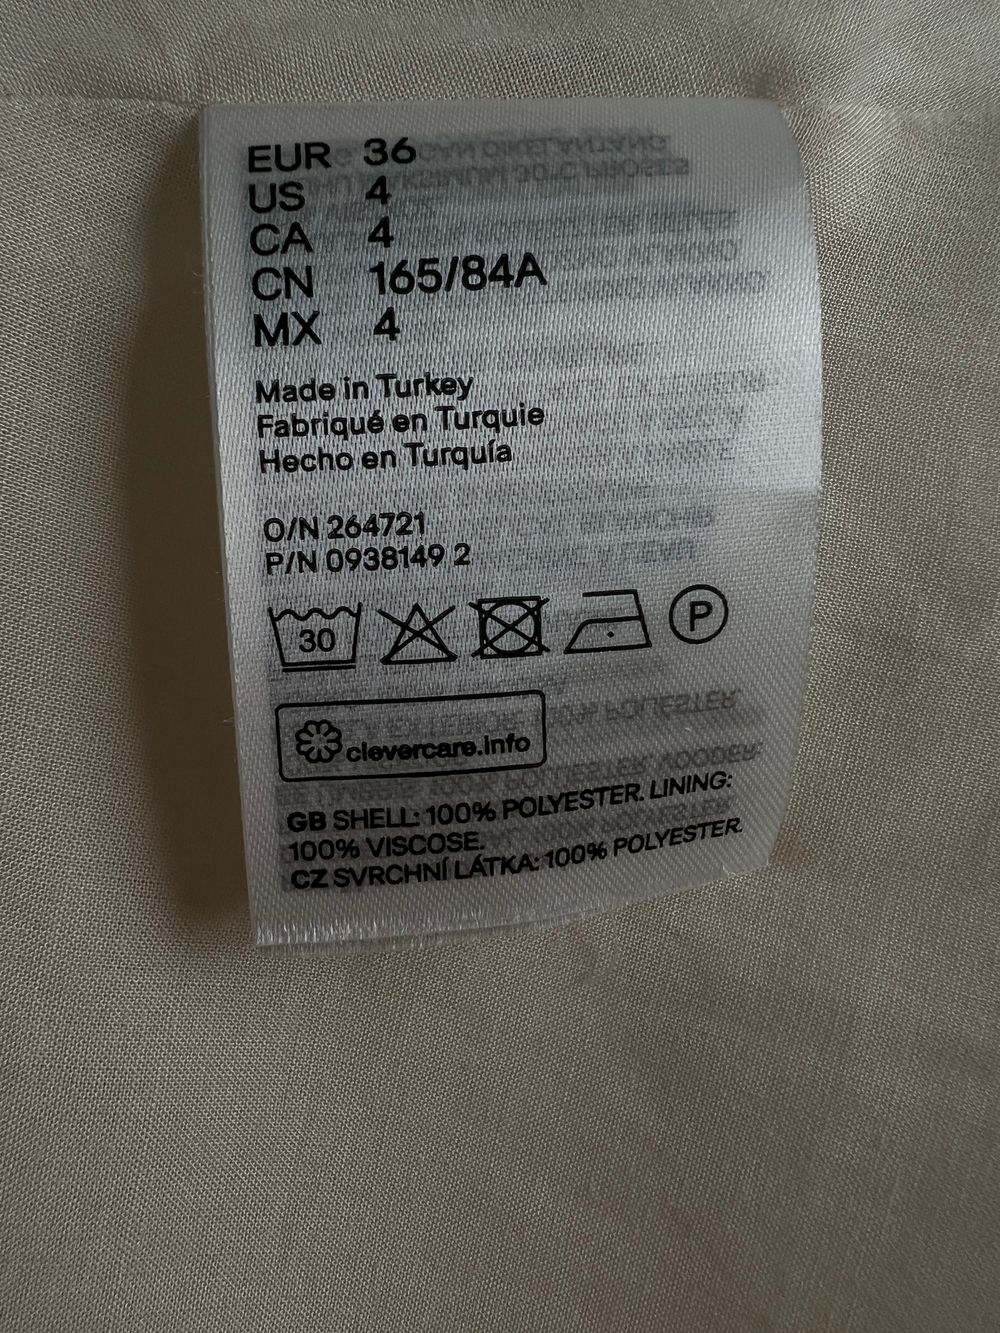 EUR 36
US 4
CA 4
CN 165/84A
MX 4
Made in Turkey
Fabriqué en Turquie
Hecho en Turquía
O/N 264721
P/N 0938149 2
30 P
clevercare.info
GB SHELL: 100% POLYESTER. LINING:
100% VISCOSE.
CZ SVRCHNÍ LÁTKA: 100% POLYESTER.